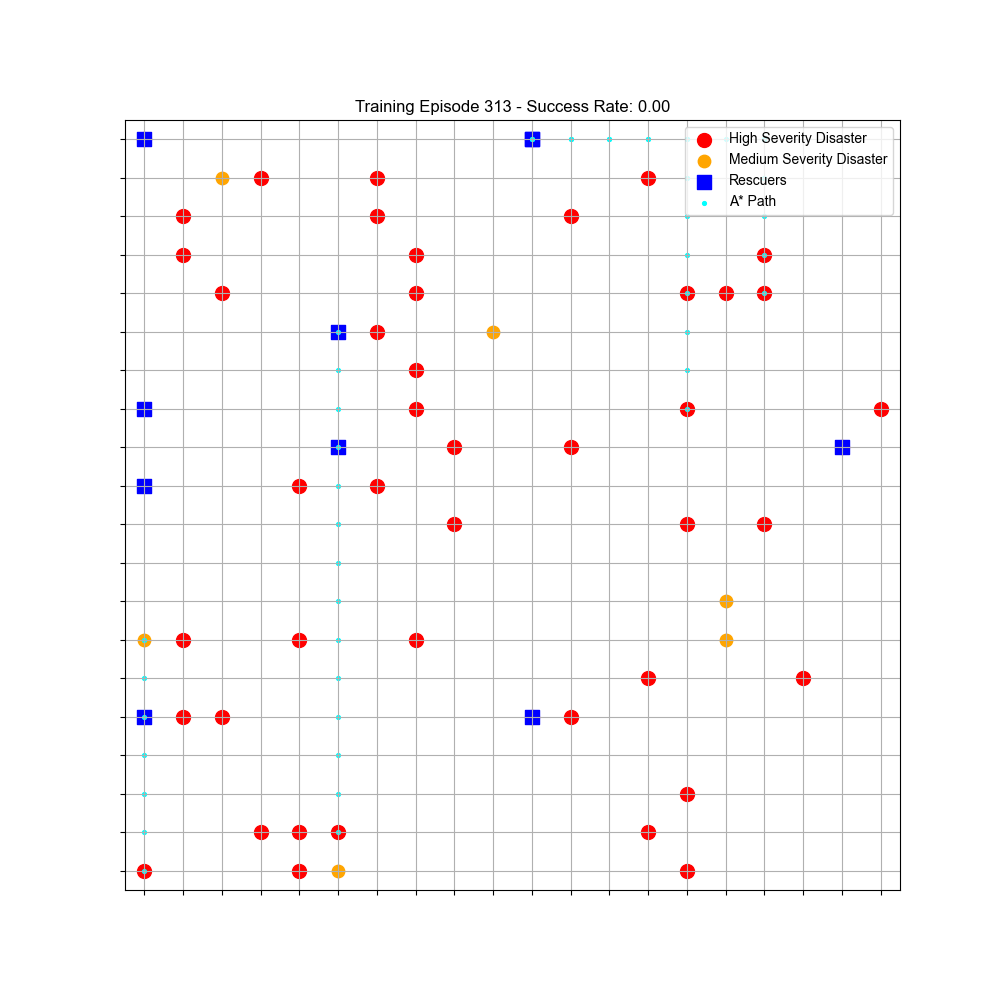 Training Episode 313 - Success Rate: 0.00
High Severity Disaster
Medium Severity Disaster
Rescuers
A* Path